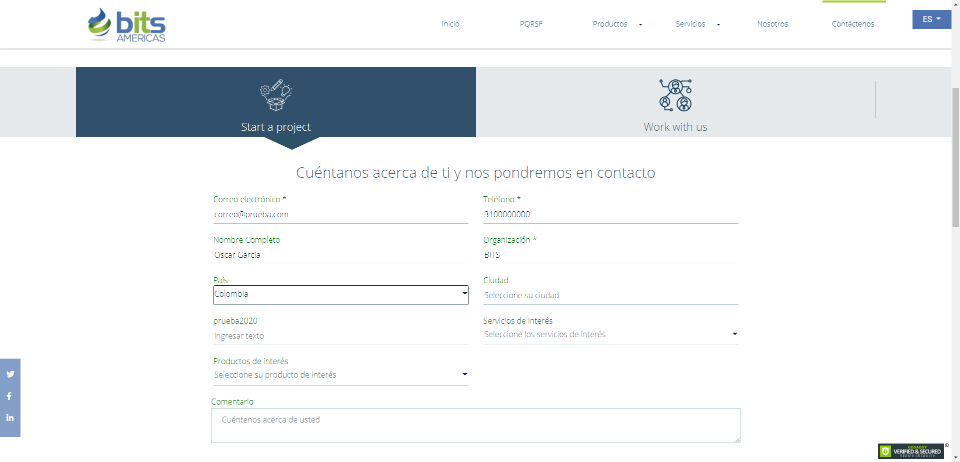 bits
AMERICAS
Inicio
PQRSF
Productos
Servicios
Nosotros
Contáctenos
ES
Start a project
Work with us
Cuéntanos acerca de ti y nos pondremos en contacto
Correo electrónico *
Teléfono *
correo@prueba.com
3100000000
Nombre Completo
Organización *
Oscar García
BITS
País
Ciudad
Colombia
Seleccione su ciudad
prueba2020
Servicios de interés
Ingresar texto
Seleccione los servicios de interés
Productos de interés
Seleccione su producto de interés
Comentario
Cuéntenos acerca de usted
VERIFIED & SECURED